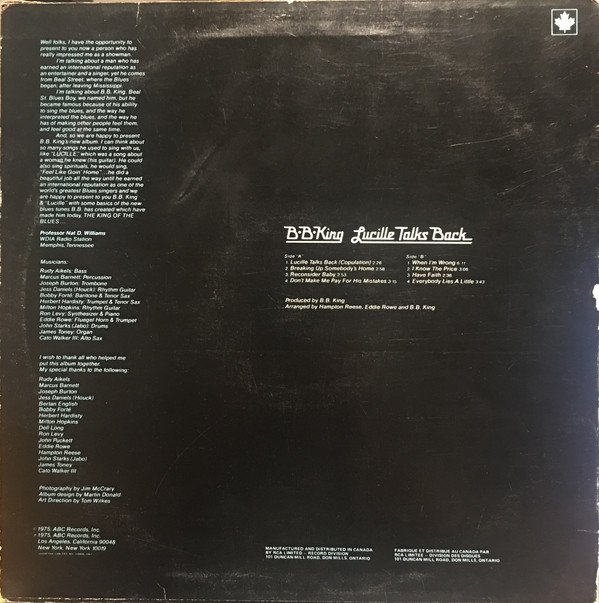 Well folks, I have the opportunity to
present to you now a person who has
really impressed me as a showman.
I'm talking about a man who has
earned an international reputation as
an entertainer and a singer, yet he comes
from Beal Street, where the Blues
began, after leaving Mississippi.
I'm talking about B.B. King. Beal
St. Blues Boy, we named him, but he
became famous because of his ability
to sing the blues, and the way he
interpreted the blues, and the way he
has of making other people feel them,
and feel good at the same time.
And, so we are happy to present
B.B. King's new album. I can think about
so many songs he used to sing with us,
like "LUCILLE," which was a song about
a woman he knew (his guitar). He could
also sing spirituals, he would sing,
"Feel Like Goin' Home"...he did a
beautiful job all the way until he earned
an international reputation as one of the
world's greatest Blues singers and we
are happy to present to you B.B. King
& "Lucille" with some basics of the new
blues tunes B.B. has created which have
made him today, THE KING OF THE
BLUES...
Professor Nat D. Williams
WDIA Radio Station
Memphis, Tennessee
Musicians:
Rudy Aikels: Bass
Marcus Barnett: Percussion
Joseph Burton: Trombone
Jess Daniels (Houck): Rhythm Guitar
Bobby Forté: Baritone & Tenor Sax
Herbert Hardisty: Trumpet & Tenor Sax
Milton Hopkins: Rhythm Guitar
Ron Levy: Synthesizer & Piano
Eddie Rowe: Fluegel Horn & Trumpet
John Starks (Jabo): Drums
James Toney: Organ
Cato Walker III: Alto Sax
I wish to thank all who helped me
put this album together.
My special thanks to the following:
Rudy Aikels
Marcus Barnett
Joseph Burton
Jess Daniels (Houck)
Bertan English
Bobby Forté
Herbert Hardisty
Milton Hopkins
Dell Long
Ron Levy
John Puckett
Eddie Rowe
Hampton Reese
John Starks (Jabo)
James Toney
Cato Walker III
Photography by Jim McCrary
Album design by Martin Donald
Art Direction by Tom Wilkes
© 1975, ABC Records, Inc.
℗ 1975, ABC Records, Inc.
Los Angeles, California 90048
New York, New York 10019
B·B·King Lucille Talks Back
Side "A"
1. Lucille Talks Back (Copulation) 2:26
2. Breaking Up Somebody's Home 2:58
3. Reconsider Baby 2:53
4. Don't Make Me Pay For His Mistakes 3:15
Side "B"
1. When I'm Wrong 6:11
2. I Know The Price 3:06
3. Have Faith 2:38
4. Everybody Lies A Little 3:43
Produced by B.B. King
Arranged by Hampton Reese, Eddie Rowe and B.B. King
MANUFACTURED AND DISTRIBUTED IN CANADA
BY RCA LIMITED - RECORD DIVISION
101 DUNCAN MILL ROAD, DON MILLS, ONTARIO
FABRIQUÉ ET DISTRIBUÉ AU CANADA PAR
RCA LIMITÉE - DIVISION DES DISQUES
101 DUNCAN MILL ROAD, DON MILLS, ONTARIO